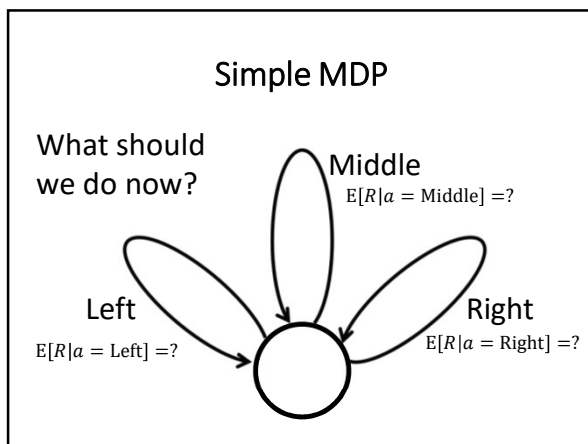 Simple MDP
What should
we do now?
Middle
E[R|a = Middle] =?
Left
E[R|a = Left] =?
Right
E[R|a = Right] =?